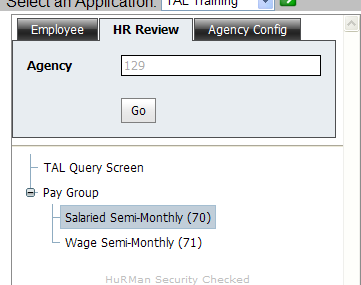 Select an Application: TAL Training
Employee HR Review Agency Config
Agency 129
Go
TAL Query Screen
Pay Group
Salaried Semi-Monthly (70)
Wage Semi-Monthly (71)
HuRMan Security Checked